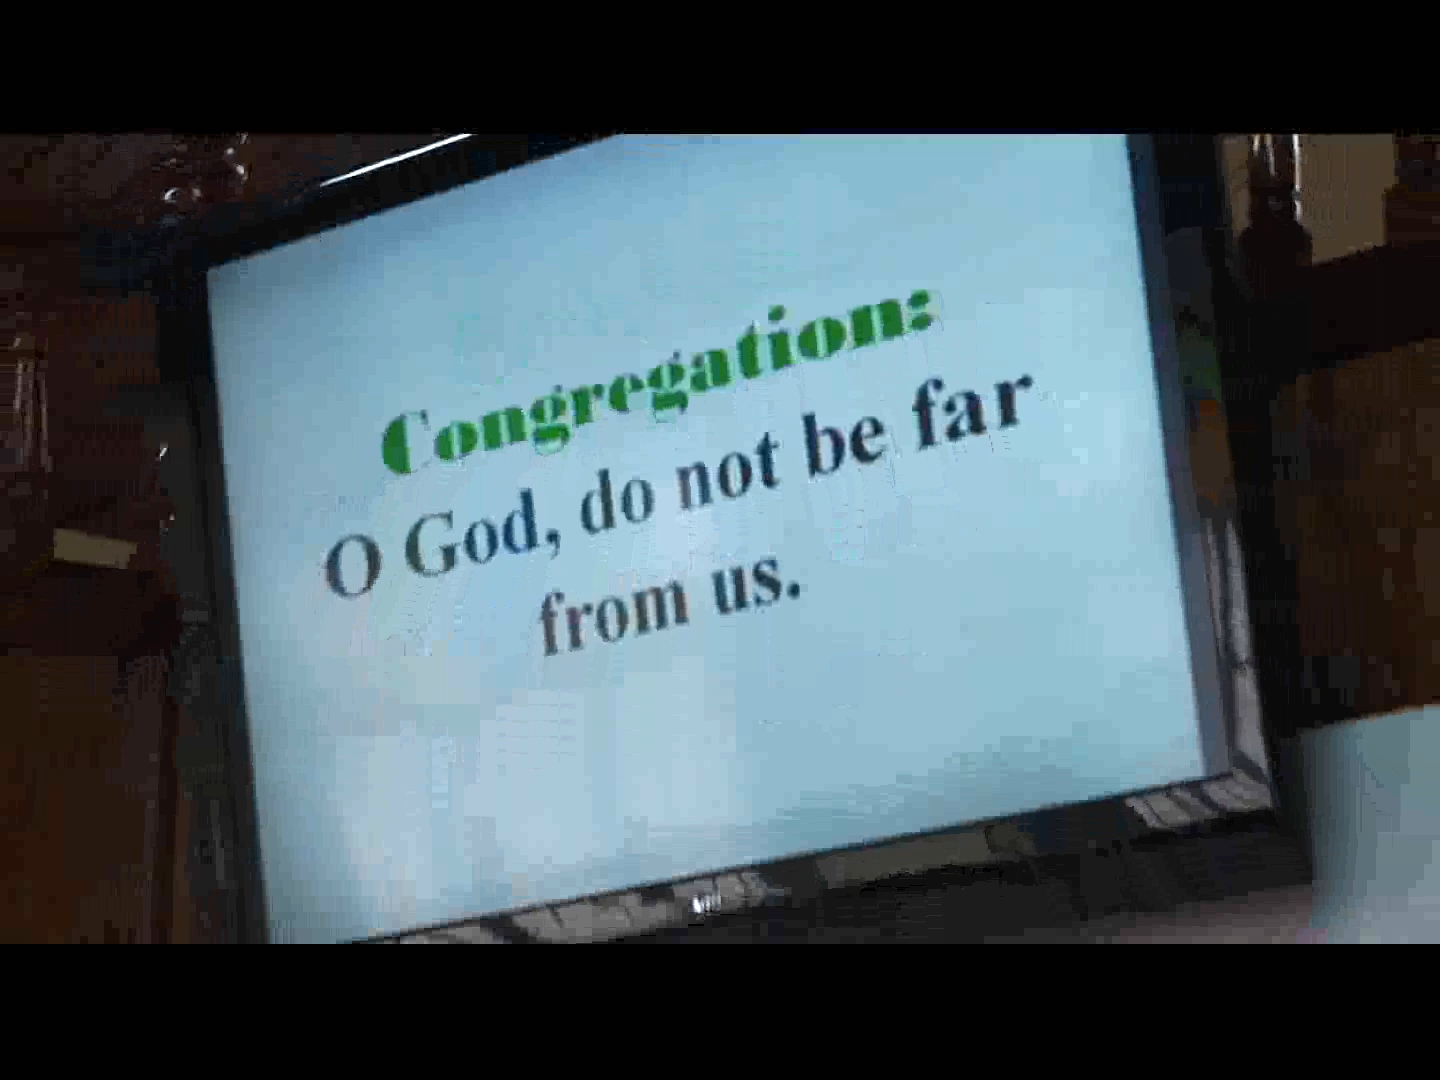 Congregation:
O God, do not be far
from us.